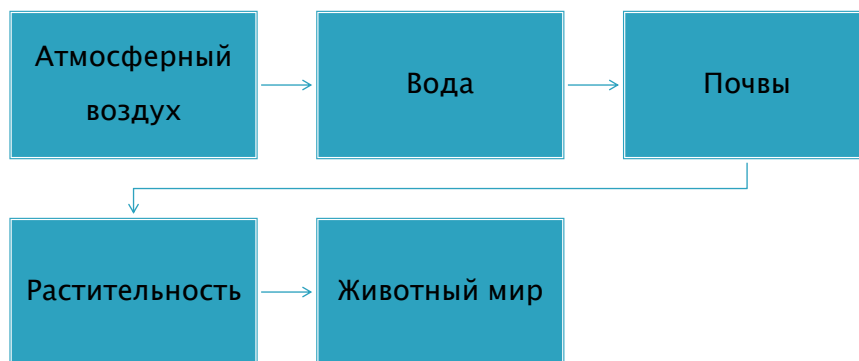 Атмосферный
воздух
Вода
Почвы
Растительность
Животный мир